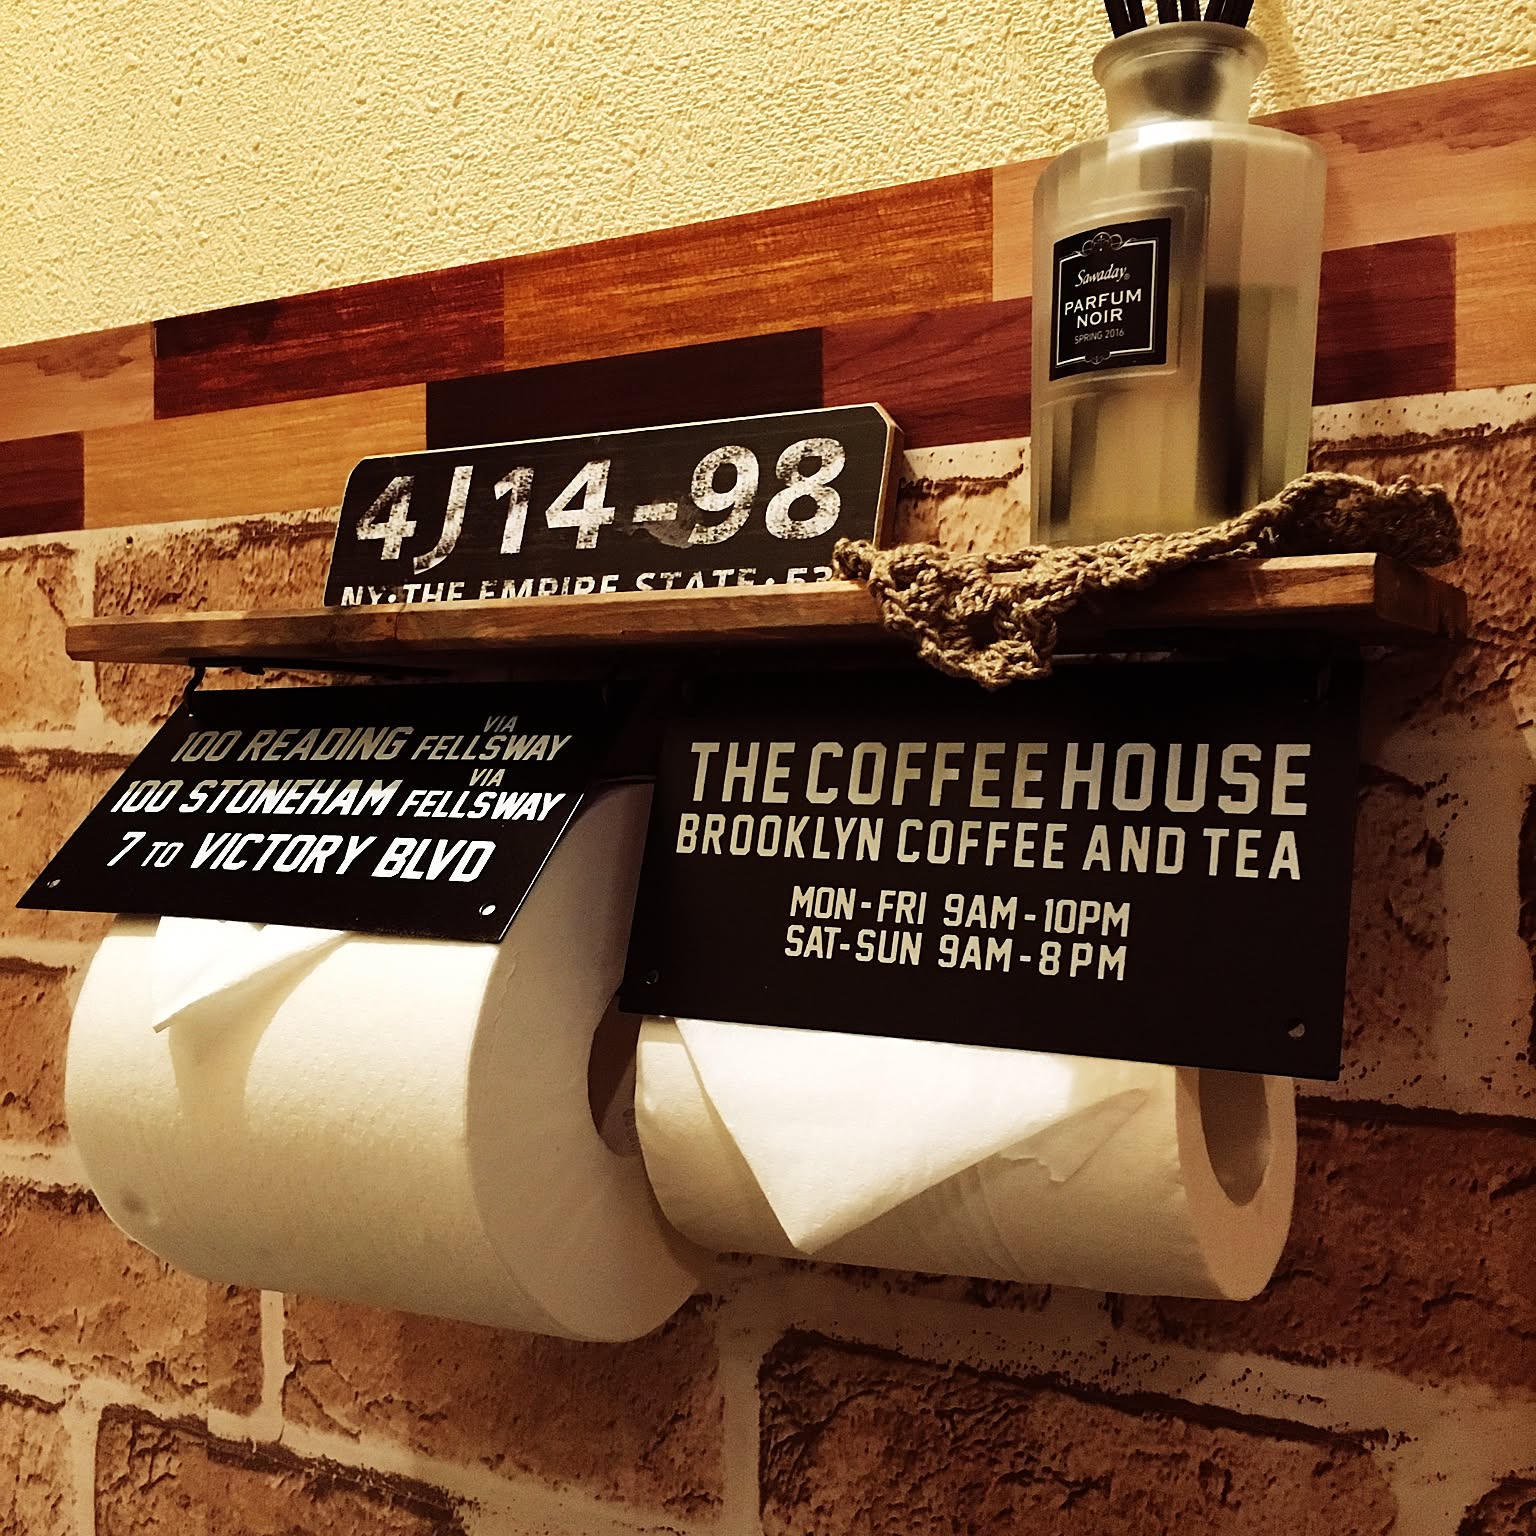 Sawaday
PARFUM
NOIR
SPRING 2016
4J14-98
NY·THE EMPIRE STATE·53
100 READING VIA FELLSWAY
100 STONEHAM VIA FELLSWAY
7 TO VICTORY BLVD
THE COFFEE HOUSE
BROOKLYN COFFEE AND TEA
MON-FRI 9AM-10PM
SAT-SUN 9AM-8PM